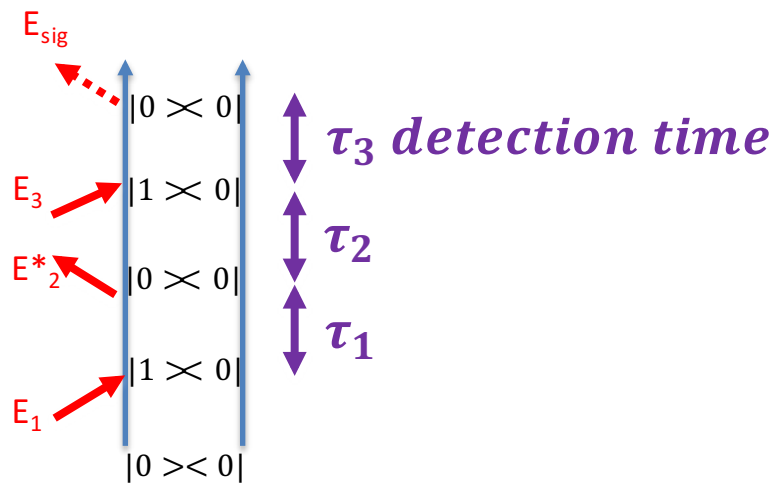 E_sig
|0 >< 0|
τ₃ detection time
E₃
|1 >< 0|
τ₂
E*₂
|0 >< 0|
τ₁
|1 >< 0|
E₁
|0 >< 0|